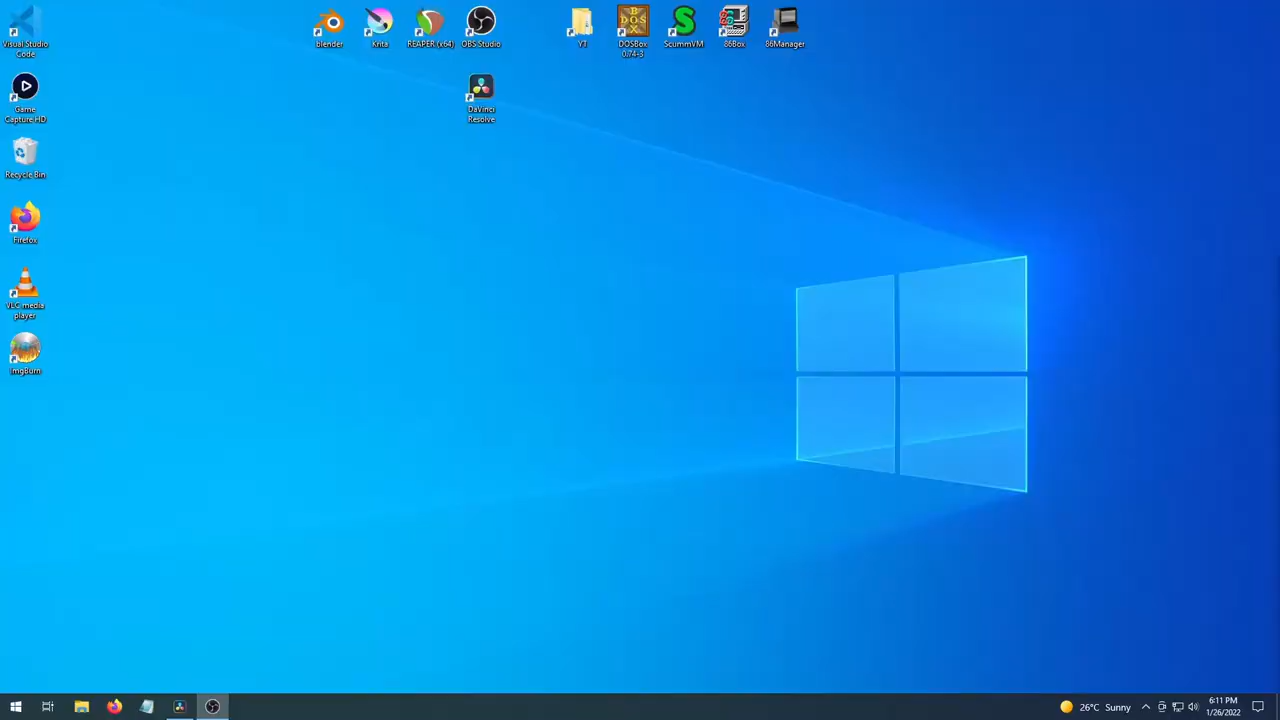 Visual Studio
Code
blender
Krita
REAPER (x64)
OBS Studio
YT
DOSBox
0.74-3
ScummVM
86Box
86Manager
Game
Capture HD
DaVinci
Resolve
Recycle Bin
Firefox
VLC media
player
ImgBurn
26°C Sunny
6:11 PM
1/26/2022